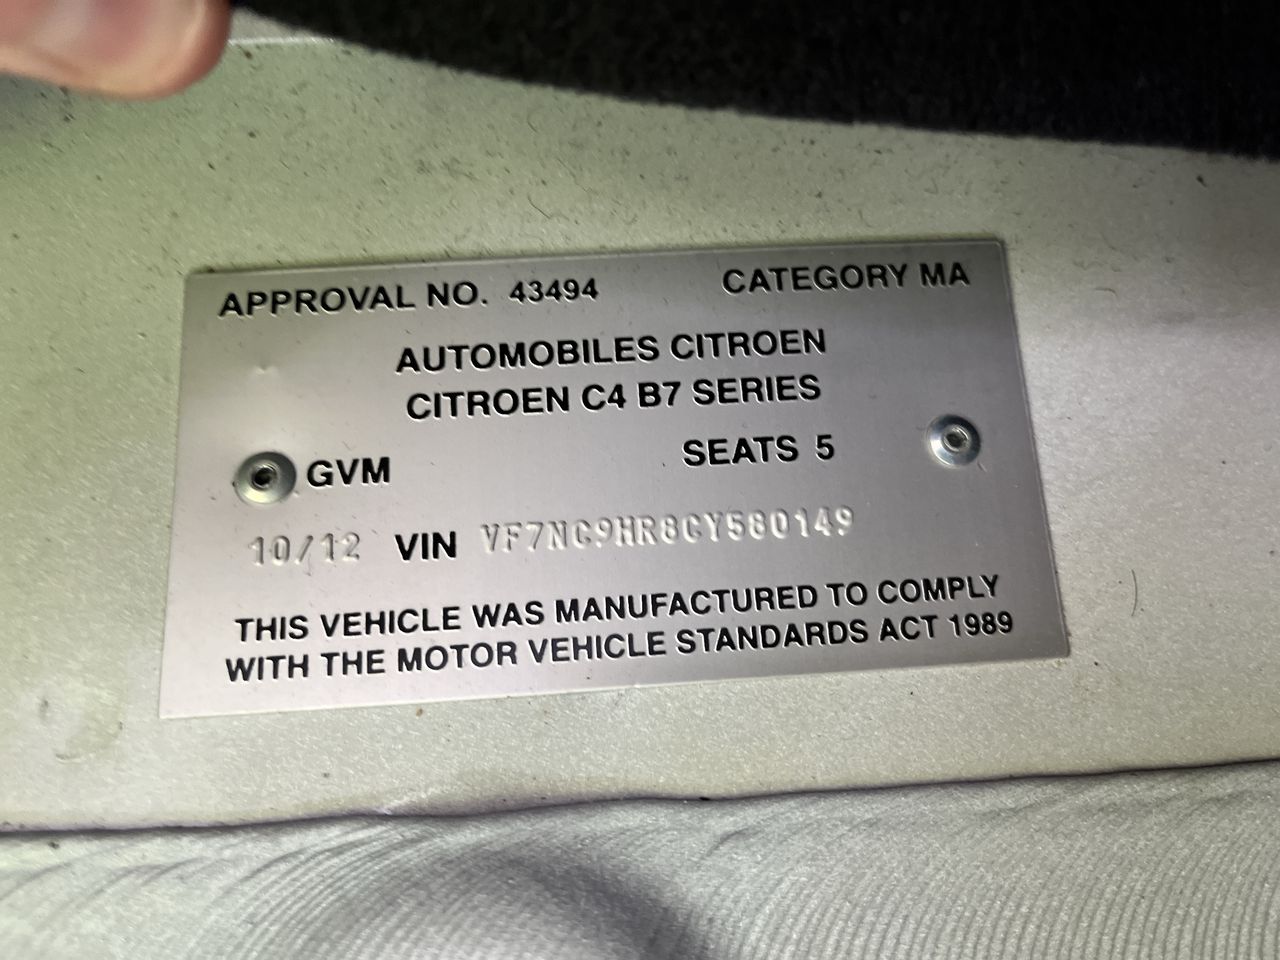 APPROVAL NO. 43494 CATEGORY MA
AUTOMOBILES CITROEN
CITROEN C4 B7 SERIES
GVM SEATS 5
10/12 VIN VF7NC9HR8CY580149
THIS VEHICLE WAS MANUFACTURED TO COMPLY
WITH THE MOTOR VEHICLE STANDARDS ACT 1989